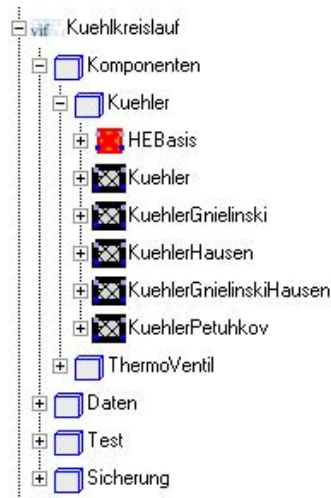 vif Kuehlkreislauf
Komponenten
Kuehler
HEBasis
Kuehler
KuehlerGnielinski
KuehlerHausen
KuehlerGnielinskiHausen
KuehlerPetuhkov
ThermoVentil
Daten
Test
Sicherung